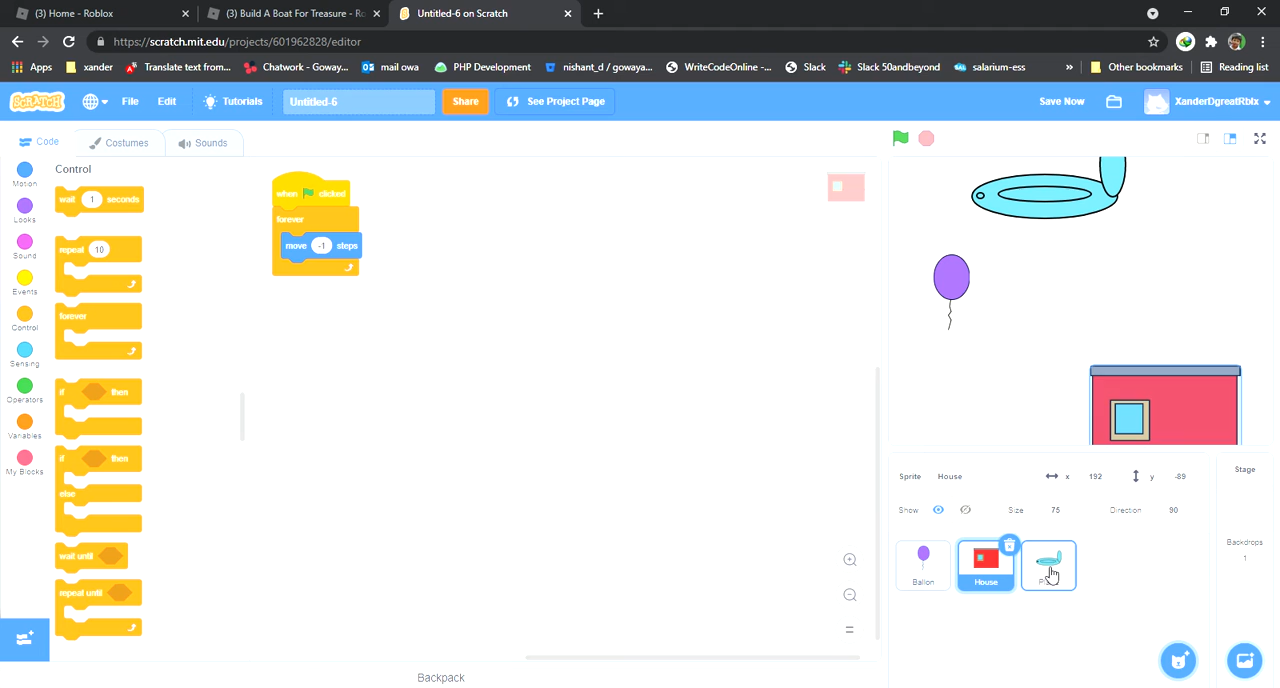 (3) Home - Roblox
(3) Build A Boat For Treasure - Ro
Untitled-6 on Scratch
https://scratch.mit.edu/projects/601962828/editor
Apps
xander
Translate text from...
Chatwork - Goway...
mail owa
PHP Development
nishant_d / gowaya...
WriteCodeOnline -...
Slack
Slack 50andbeyond
salarium-ess
»
Other bookmarks
Reading list
SCRATCH
File
Edit
Tutorials
Untitled-6
Share
See Project Page
Save Now
XanderDgreatRblx
Code
Costumes
Sounds
Motion
Looks
Sound
Events
Control
Sensing
Operators
Variables
My Blocks
Control
wait 1 seconds
repeat 10
forever
if then
if then
else
wait until
repeat until
when clicked
forever
move -1 steps
Sprite House
x 192
y -89
Show
Size 75
Direction 90
Ballon
House
Stage
Backdrops
1
Backpack